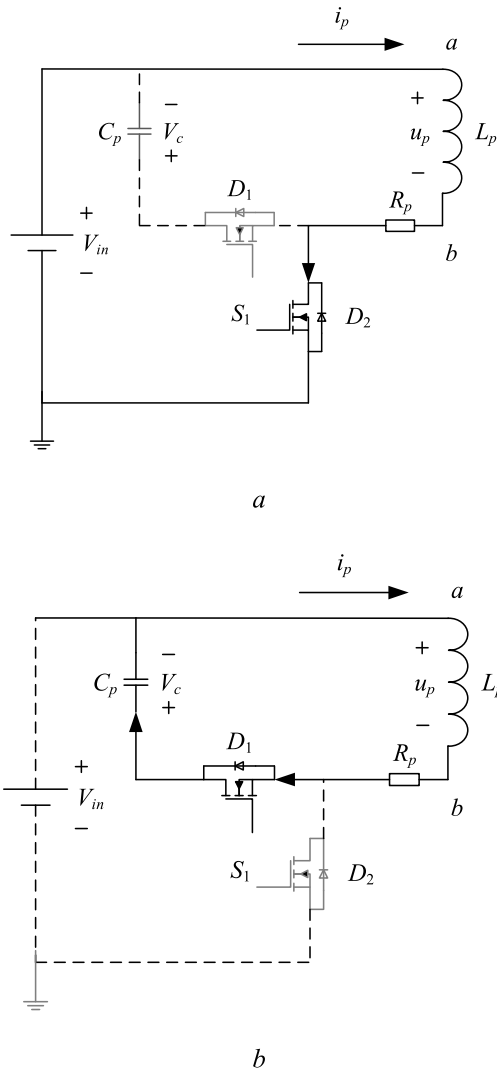 i_p
a
+
−
C_p V_c
u_p L_p
+
−
D_1
R_p
+
V_in
−
b
S_1
D_2
a
i_p
a
+
−
C_p V_c
u_p L_p
+
−
D_1
R_p
+
V_in
−
b
S_1
D_2
b